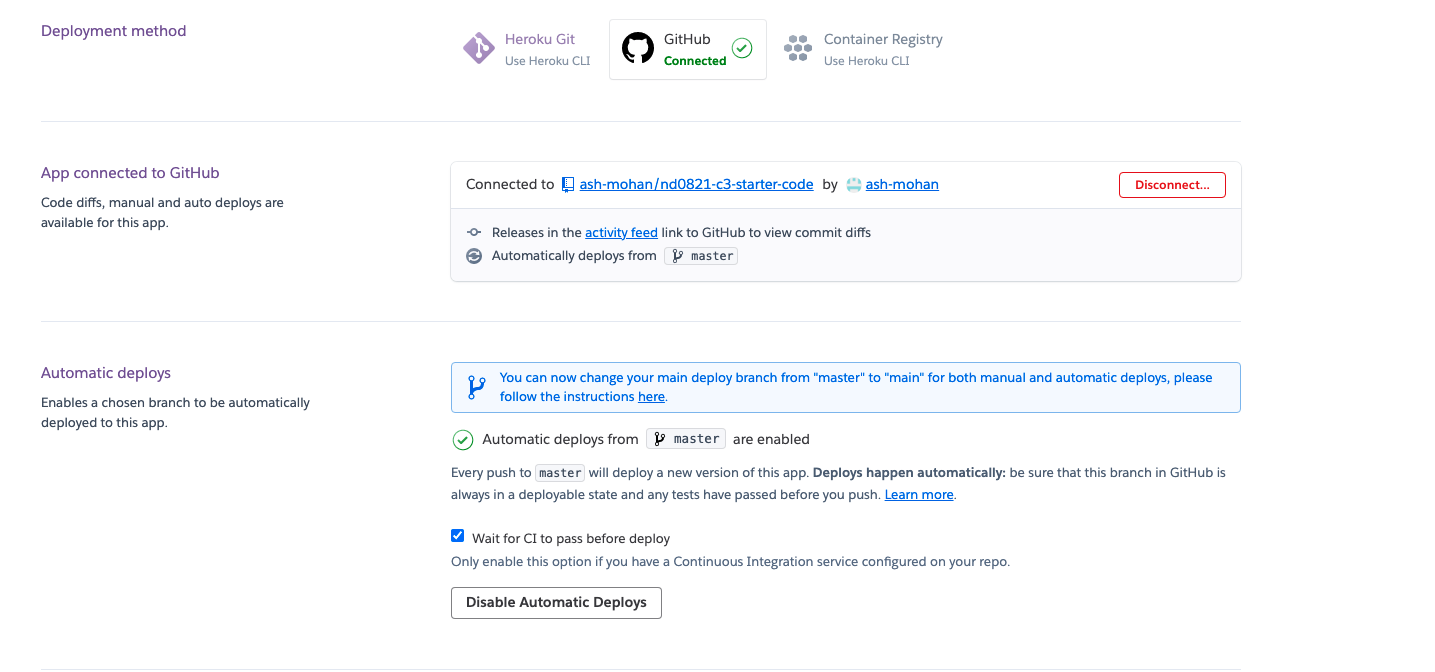 Deployment method
Heroku Git
Use Heroku CLI
GitHub
Connected
Container Registry
Use Heroku CLI
App connected to GitHub
Code diffs, manual and auto deploys are
available for this app.
Connected to ash-mohan/nd0821-c3-starter-code by ash-mohan
Disconnect...
Releases in the activity feed link to GitHub to view commit diffs
Automatically deploys from master
Automatic deploys
Enables a chosen branch to be automatically
deployed to this app.
You can now change your main deploy branch from "master" to "main" for both manual and automatic deploys, please
follow the instructions here.
Automatic deploys from master are enabled
Every push to master will deploy a new version of this app. Deploys happen automatically: be sure that this branch in GitHub is
always in a deployable state and any tests have passed before you push. Learn more.
Wait for CI to pass before deploy
Only enable this option if you have a Continuous Integration service configured on your repo.
Disable Automatic Deploys